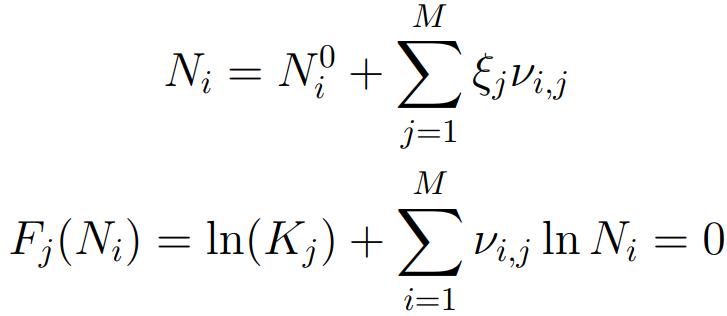 N_i = N_i^0 + \sum_{j=1}^{M} \xi_j \nu_{i,j}
F_j(N_i) = \ln(K_j) + \sum_{i=1}^{M} \nu_{i,j} \ln N_i = 0